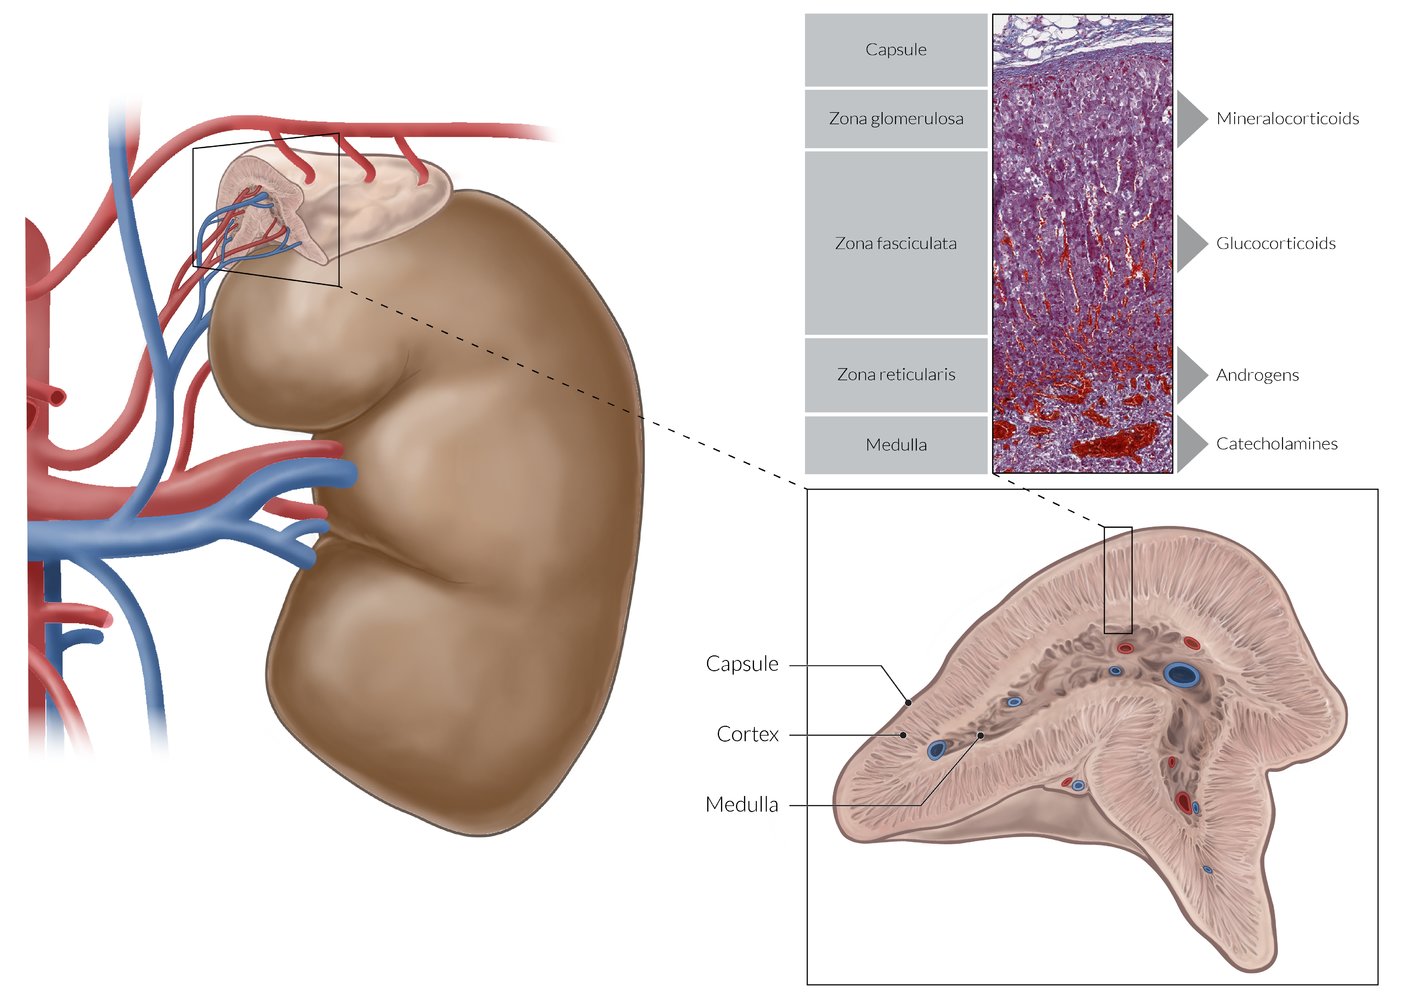 Capsule
Zona glomerulosa
Mineralocorticoids
Zona fasciculata
Glucocorticoids
Zona reticularis
Androgens
Medulla
Catecholamines
Capsule
Cortex
Medulla